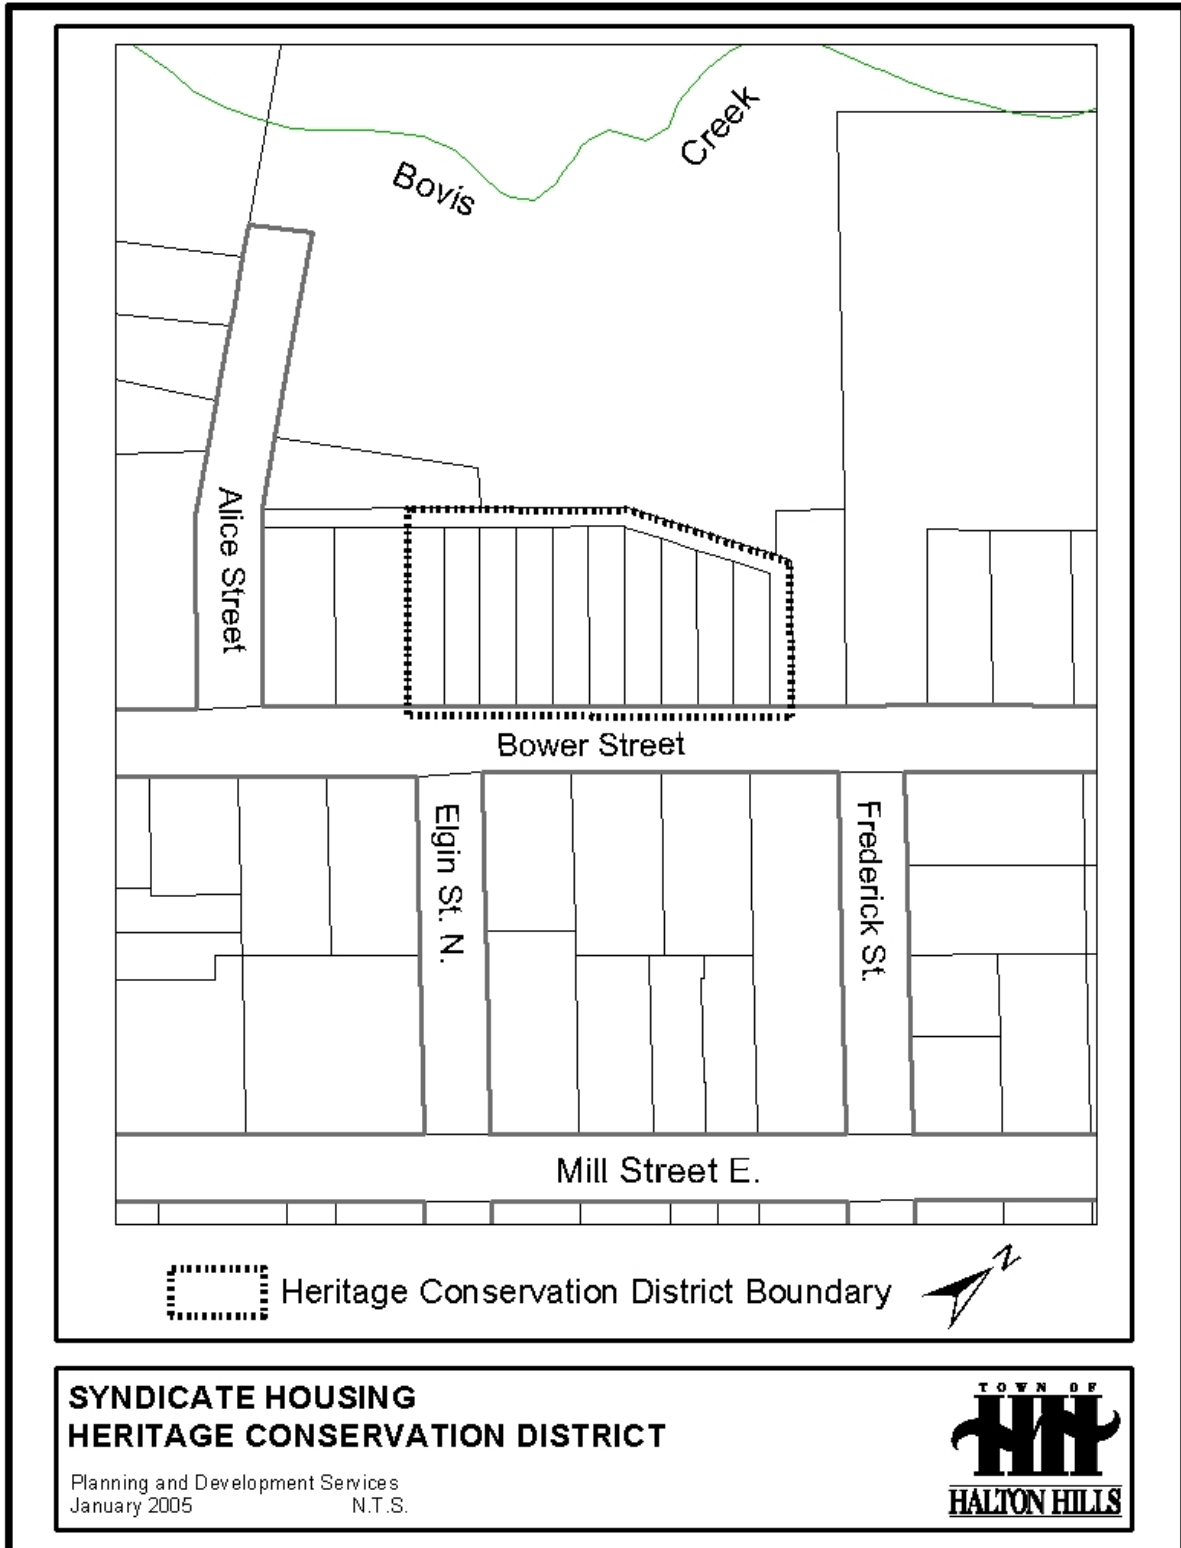 Bovis
Creek
Alice Street
Bower Street
Elgin St. N.
Frederick St.
Mill Street E.
Heritage Conservation District Boundary
N
SYNDICATE HOUSING
HERITAGE CONSERVATION DISTRICT
Planning and Development Services
January 2005 N.T.S.
TOWN OF
HH
HALTON HILLS